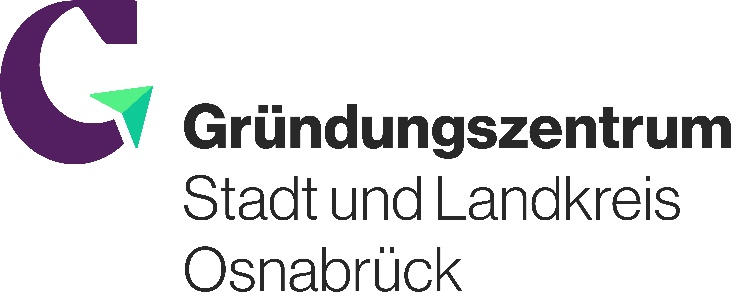 Gründungszentrum
Stadt und Landkreis
Osnabrück